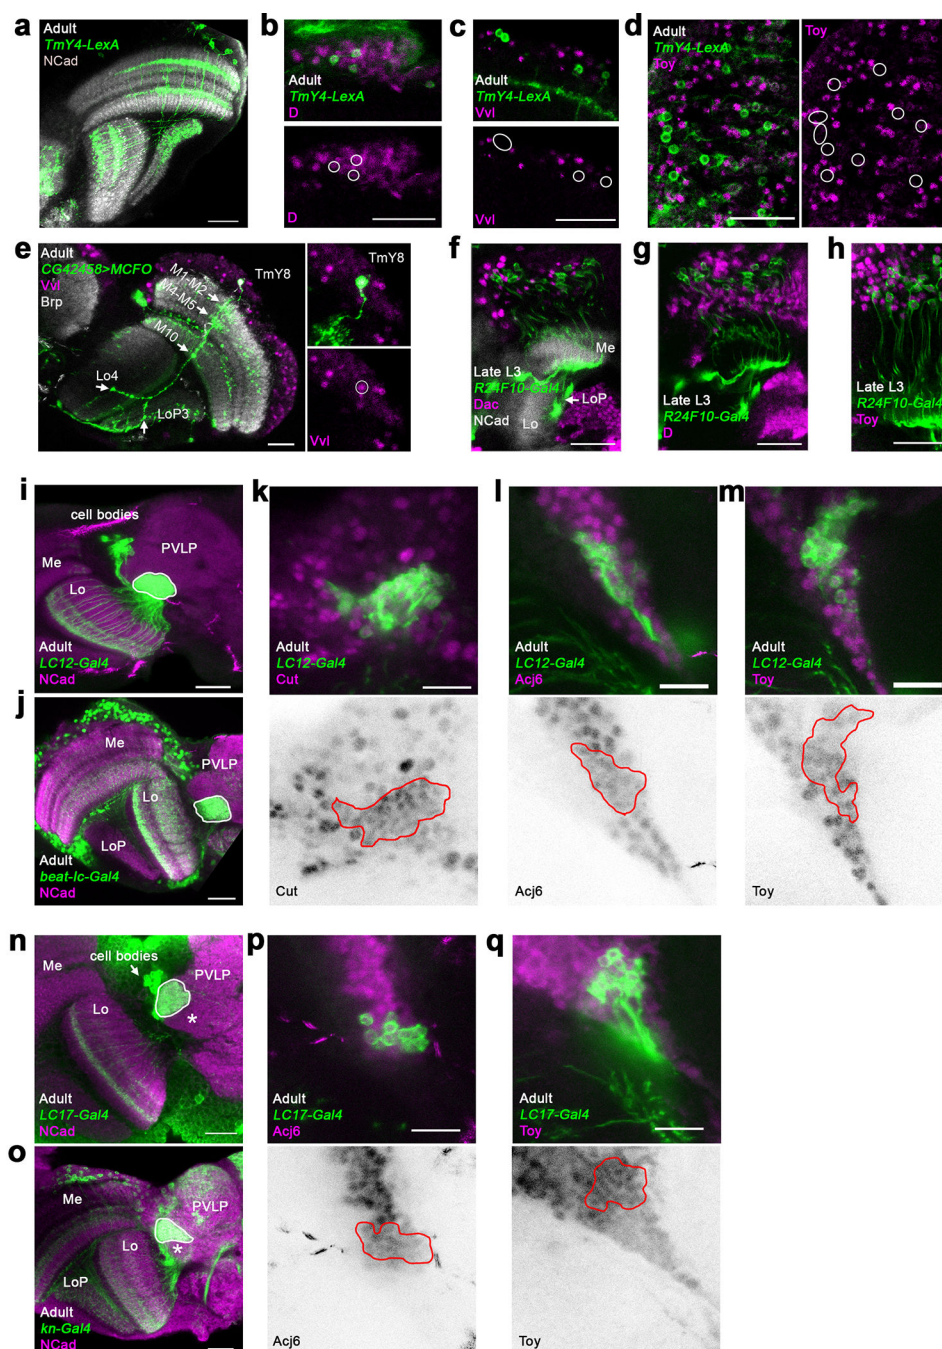 a
Adult
TmY4-LexA
NCad
b
Adult
TmY4-LexA
D
D
c
Adult
TmY4-LexA
Vvl
Vvl
d
Adult
TmY4-LexA
Toy
Toy
e
Adult
CG42458>MCFO
Vvl
Brp
TmY8
M1-M2
M4-M5
M10
Lo4
LoP3
TmY8
Vvl
f
Me
Late L3
R24F10-Gal4
Dac
NCad
LoP
Lo
g
Late L3
R24F10-Gal4
D
h
Late L3
R24F10-Gal4
Toy
i
cell bodies
PVLP
Me
Lo
Adult
LC12-Gal4
NCad
j
Me
PVLP
Lo
LoP
Adult
beat-Ic-Gal4
NCad
k
Adult
LC12-Gal4
Cut
Cut
l
Adult
LC12-Gal4
Acj6
Acj6
m
Adult
LC12-Gal4
Toy
Toy
n
cell bodies
Me
PVLP
Lo
*
Adult
LC17-Gal4
NCad
o
Me
PVLP
Lo
*
LoP
Adult
kn-Gal4
NCad
p
Adult
LC17-Gal4
Acj6
Acj6
q
Adult
LC17-Gal4
Toy
Toy